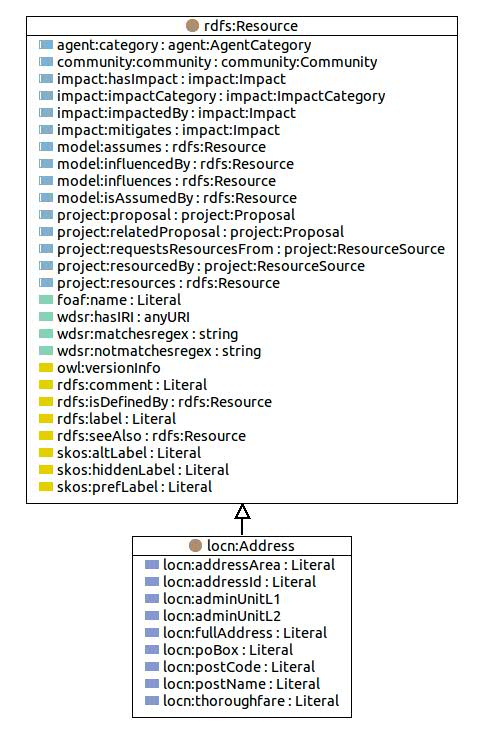 rdfs:Resource
agent:category : agent:AgentCategory
community:community : community:Community
impact:hasImpact : impact:Impact
impact:impactCategory : impact:ImpactCategory
impact:impactedBy : impact:Impact
impact:mitigates : impact:Impact
model:assumes : rdfs:Resource
model:influencedBy : rdfs:Resource
model:influences : rdfs:Resource
model:isAssumedBy : rdfs:Resource
project:proposal : project:Proposal
project:relatedProposal : project:Proposal
project:requestsResourcesFrom : project:ResourceSource
project:resourcedBy : project:ResourceSource
project:resources : rdfs:Resource
foaf:name : Literal
wdsr:hasIRI : anyURI
wdsr:matchesregex : string
wdsr:notmatchesregex : string
owl:versionInfo
rdfs:comment : Literal
rdfs:isDefinedBy : rdfs:Resource
rdfs:label : Literal
rdfs:seeAlso : rdfs:Resource
skos:altLabel : Literal
skos:hiddenLabel : Literal
skos:prefLabel : Literal
locn:Address
locn:addressArea : Literal
locn:addressId : Literal
locn:adminUnitL1
locn:adminUnitL2
locn:fullAddress : Literal
locn:poBox : Literal
locn:postCode : Literal
locn:postName : Literal
locn:thoroughfare : Literal